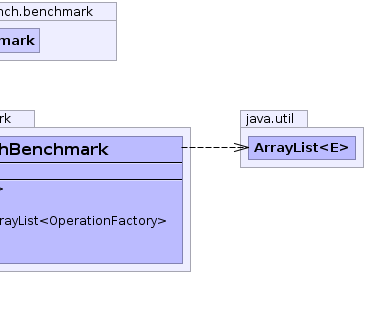 nch.benchmark
mark
rk
java.util
hBenchmark
ArrayList<E>
>
rrayList<OperationFactory>